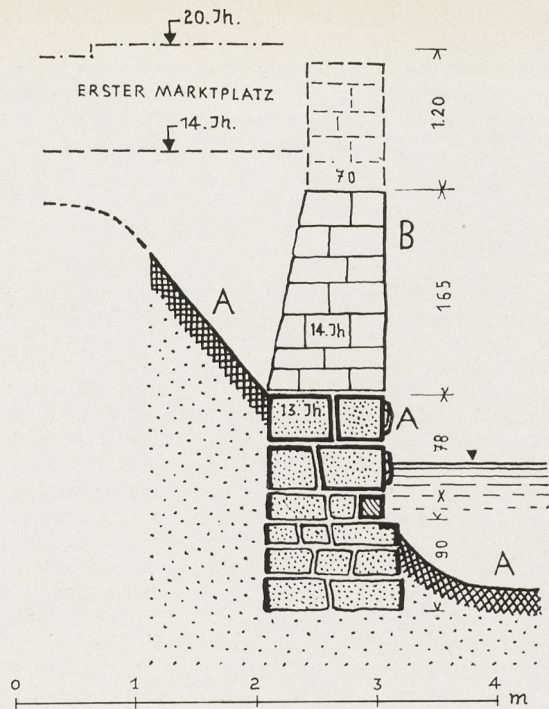 20. Jh.
ERSTER MARKTPLATZ
14. Jh.
1.20
70
B
A
165
14. Jh
13. Jh.
A
78
90
A
0 1 2 3 4 m